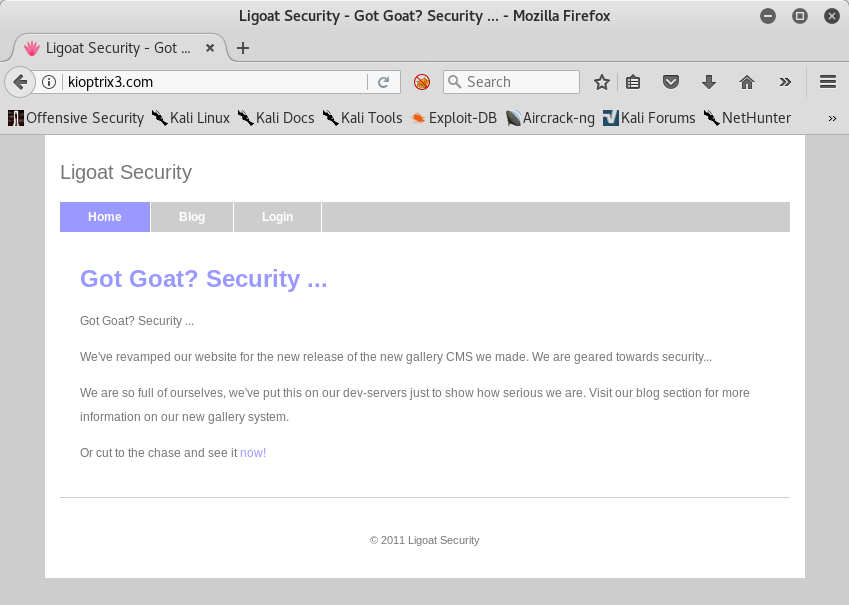 Ligoat Security - Got Goat? Security ... - Mozilla Firefox
Ligoat Security - Got ...
kioptrix3.com Search
Offensive Security Kali Linux Kali Docs Kali Tools Exploit-DB Aircrack-ng Kali Forums NetHunter
Ligoat Security
Home Blog Login
Got Goat? Security ...
Got Goat? Security ...
We've revamped our website for the new release of the new gallery CMS we made. We are geared towards security...
We are so full of ourselves, we've put this on our dev-servers just to show how serious we are. Visit our blog section for more
information on our new gallery system.
Or cut to the chase and see it now!
© 2011 Ligoat Security